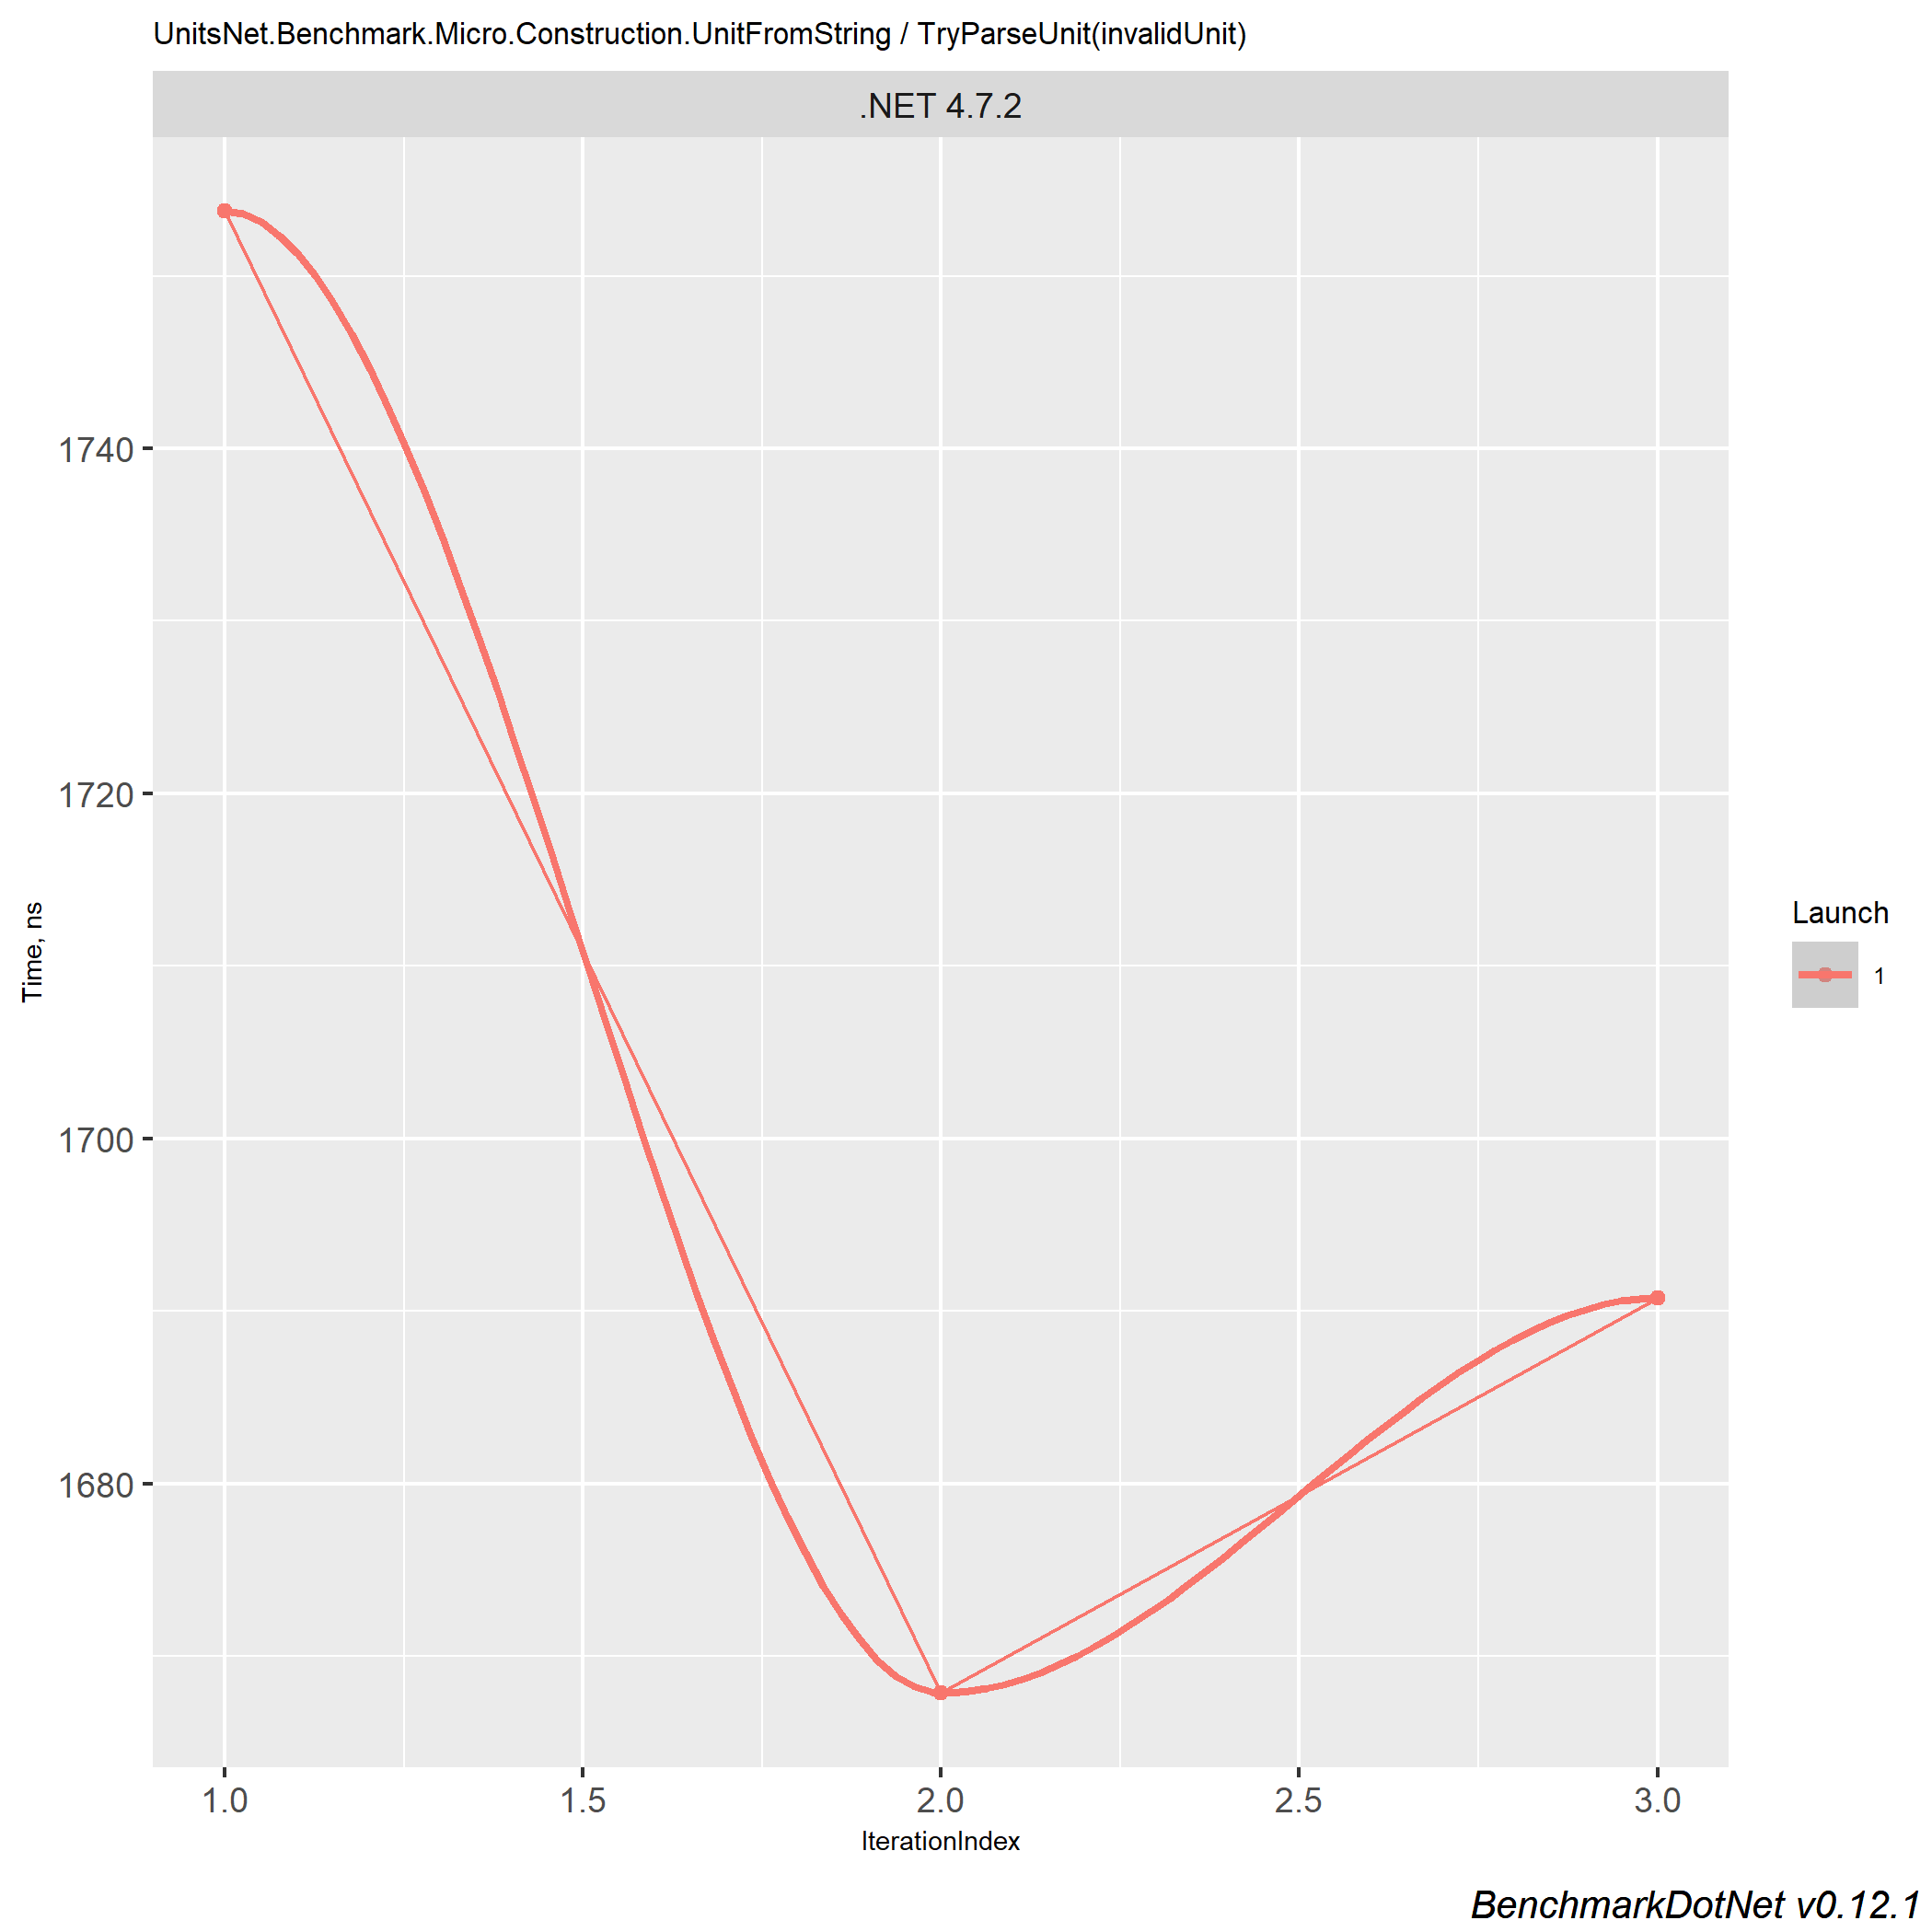 UnitsNet.Benchmark.Micro.Construction.UnitFromString / TryParseUnit(invalidUnit)
.NET 4.7.2
1740
1720
1700
1680
Time, ns
1.0
1.5
2.0
2.5
3.0
IterationIndex
Launch
1
BenchmarkDotNet v0.12.1